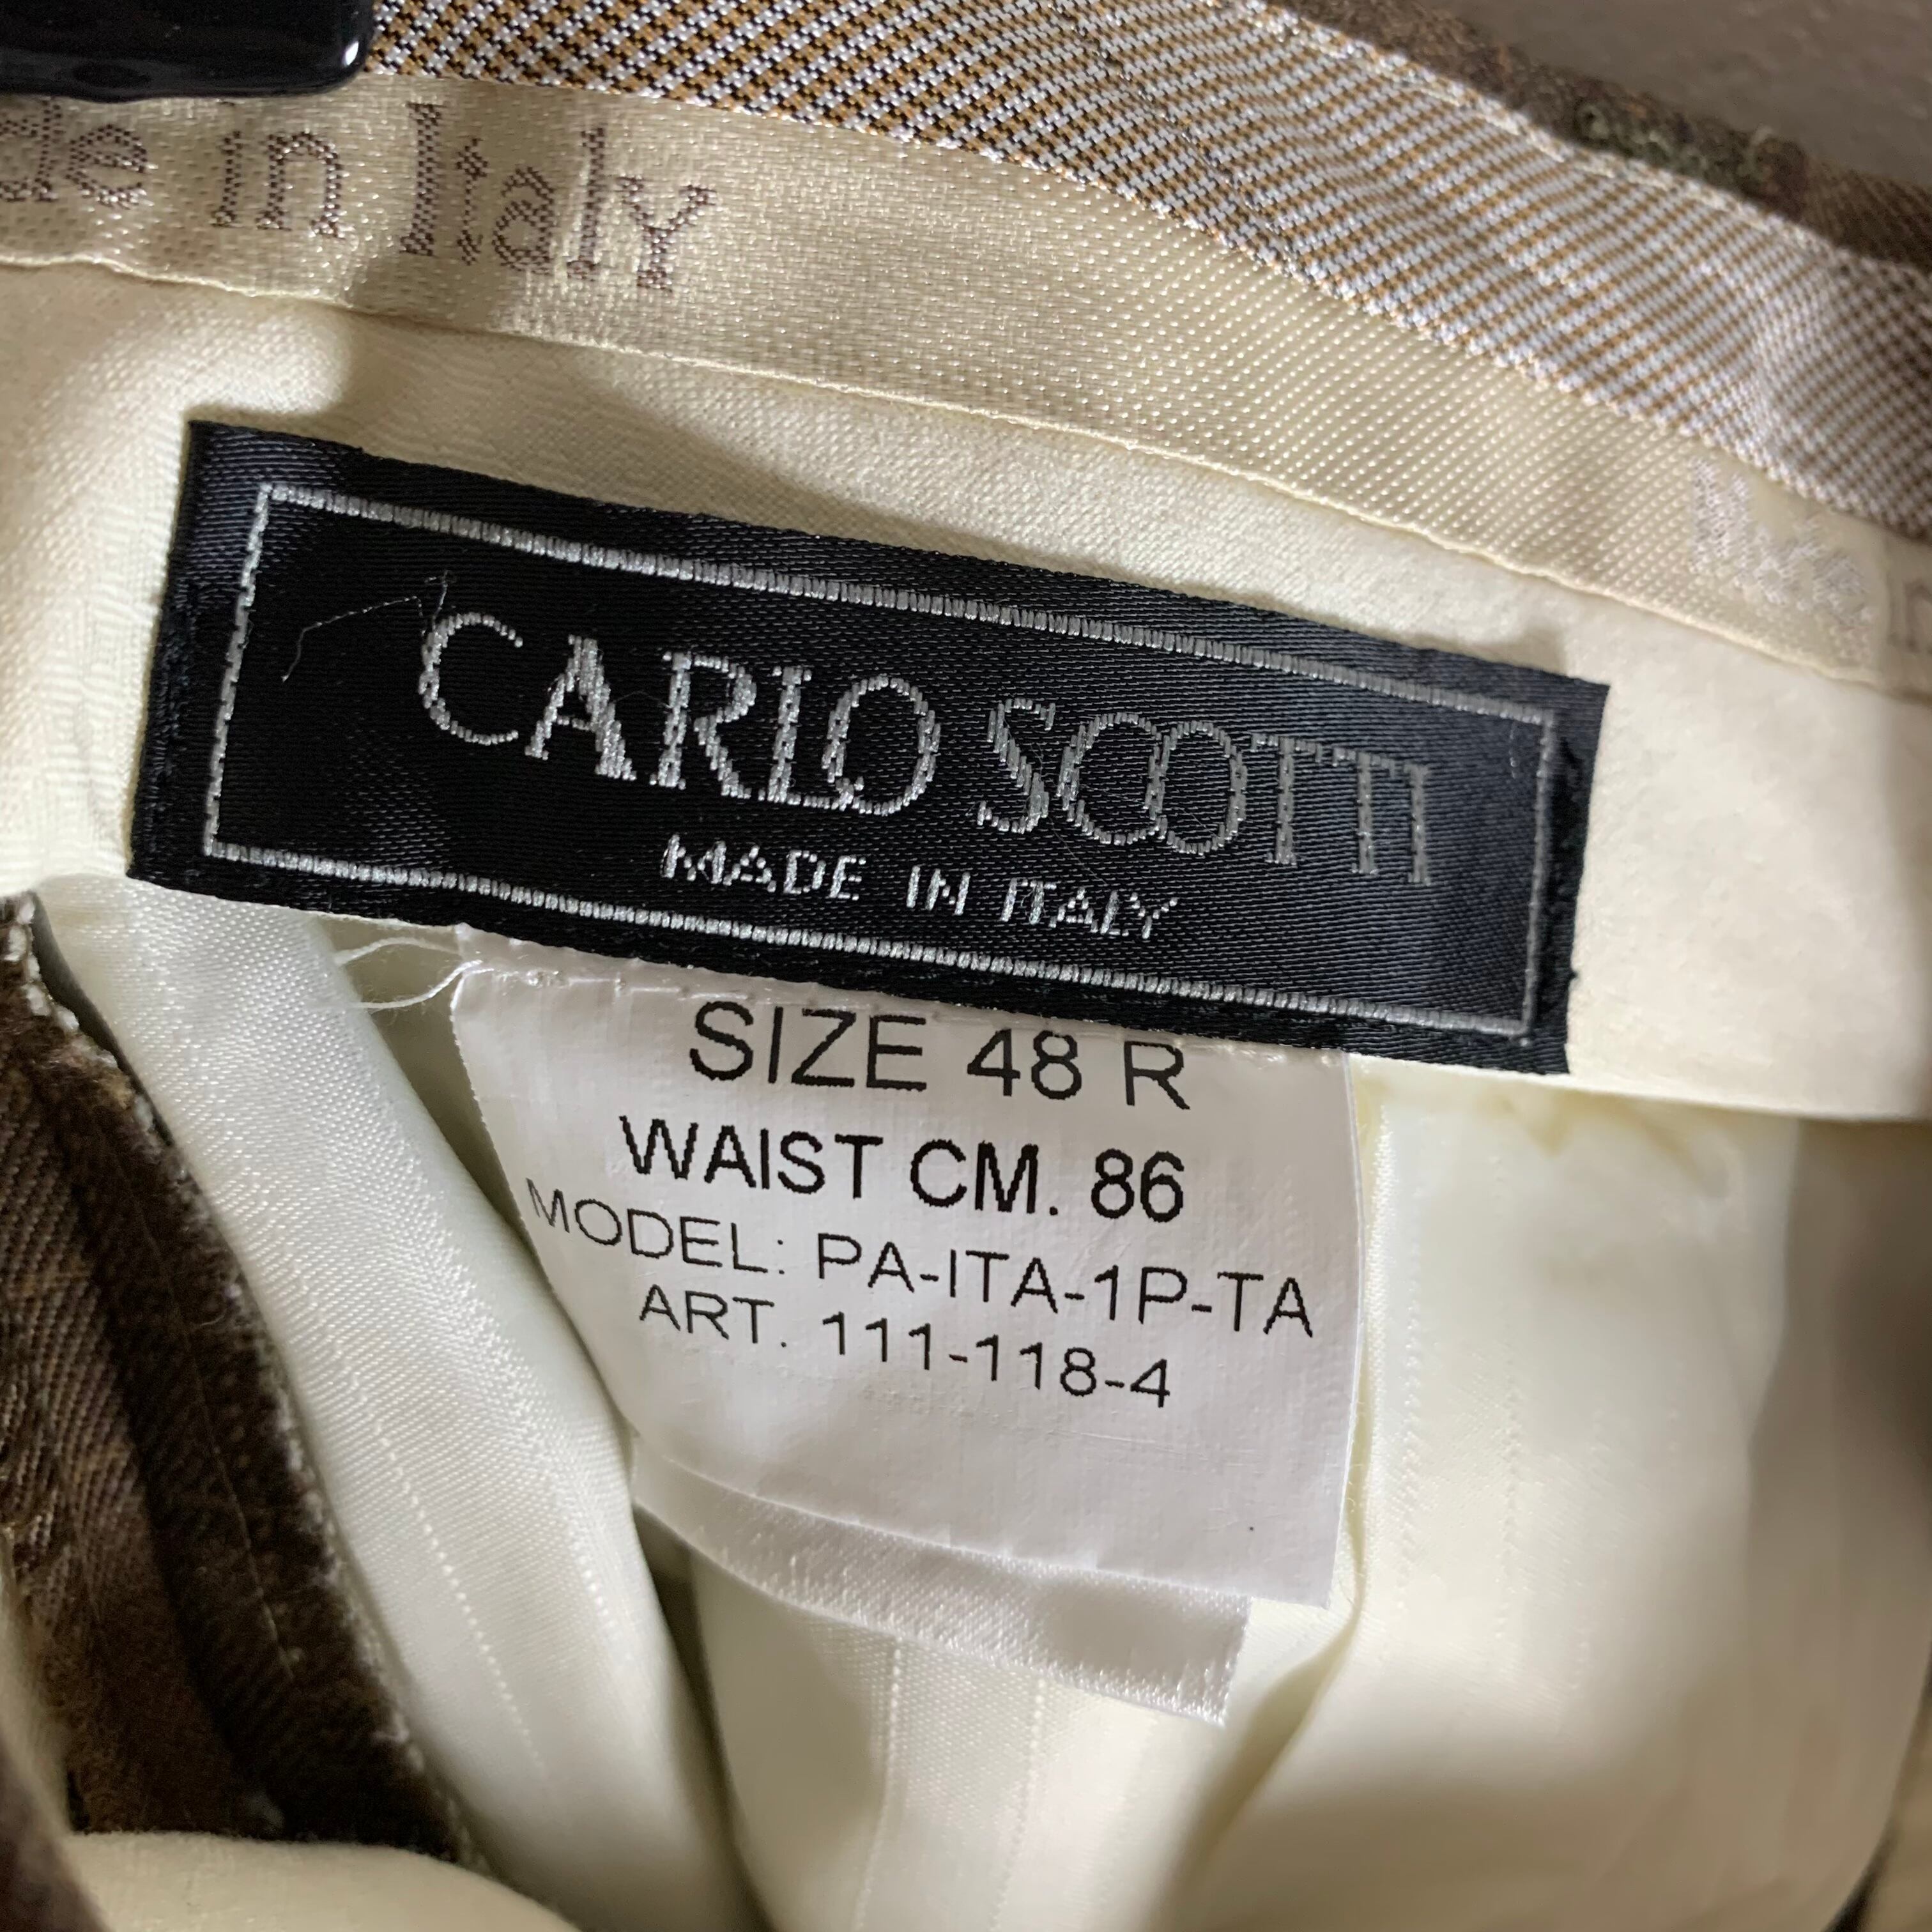 de in Italy
CARLO SCOTTI
MADE IN ITALY
SIZE 48 R
WAIST CM. 86
MODEL: PA-ITA-1P-TA
ART. 111-118-4